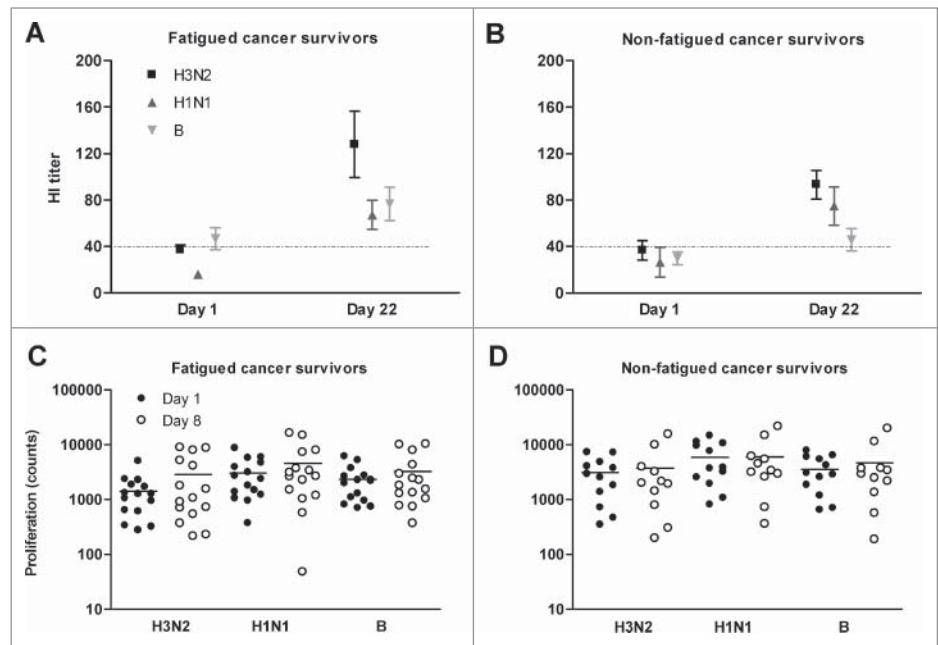 A
Fatigued cancer survivors
HI titer
200
160
120
80
40
0
H3N2
H1N1
B
Day 1
Day 22
B
Non-fatigued cancer survivors
200
160
120
80
40
0
Day 1
Day 22
C
Fatigued cancer survivors
Proliferation (counts)
100000
10000
1000
100
10
Day 1
Day 8
H3N2
H1N1
B
D
Non-fatigued cancer survivors
100000
10000
1000
100
10
H3N2
H1N1
B